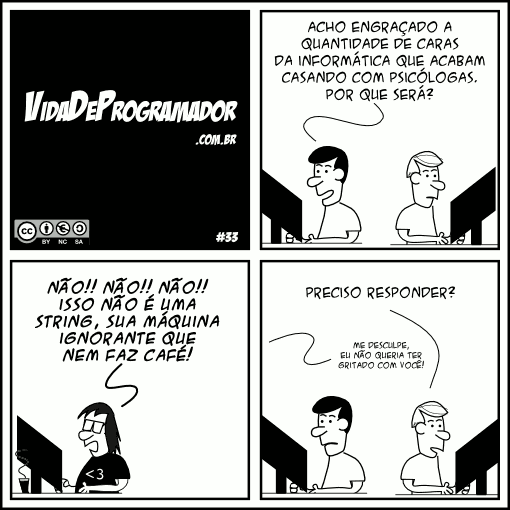 VidaDeProgramador
.com.br
cc
BY NC SA
#33
ACHO ENGRAÇADO A
QUANTIDADE DE CARAS
DA INFORMÁTICA QUE ACABAM
CASANDO COM PSICÓLOGAS.
POR QUE SERÁ?
NÃO!! NÃO!! NÃO!!
ISSO NÃO É UMA
STRING, SUA MÁQUINA
IGNORANTE QUE
NEM FAZ CAFÉ!
<3
PRECISO RESPONDER?
ME DESCULPE,
EU NÃO QUERIA TER
GRITADO COM VOCÊ!